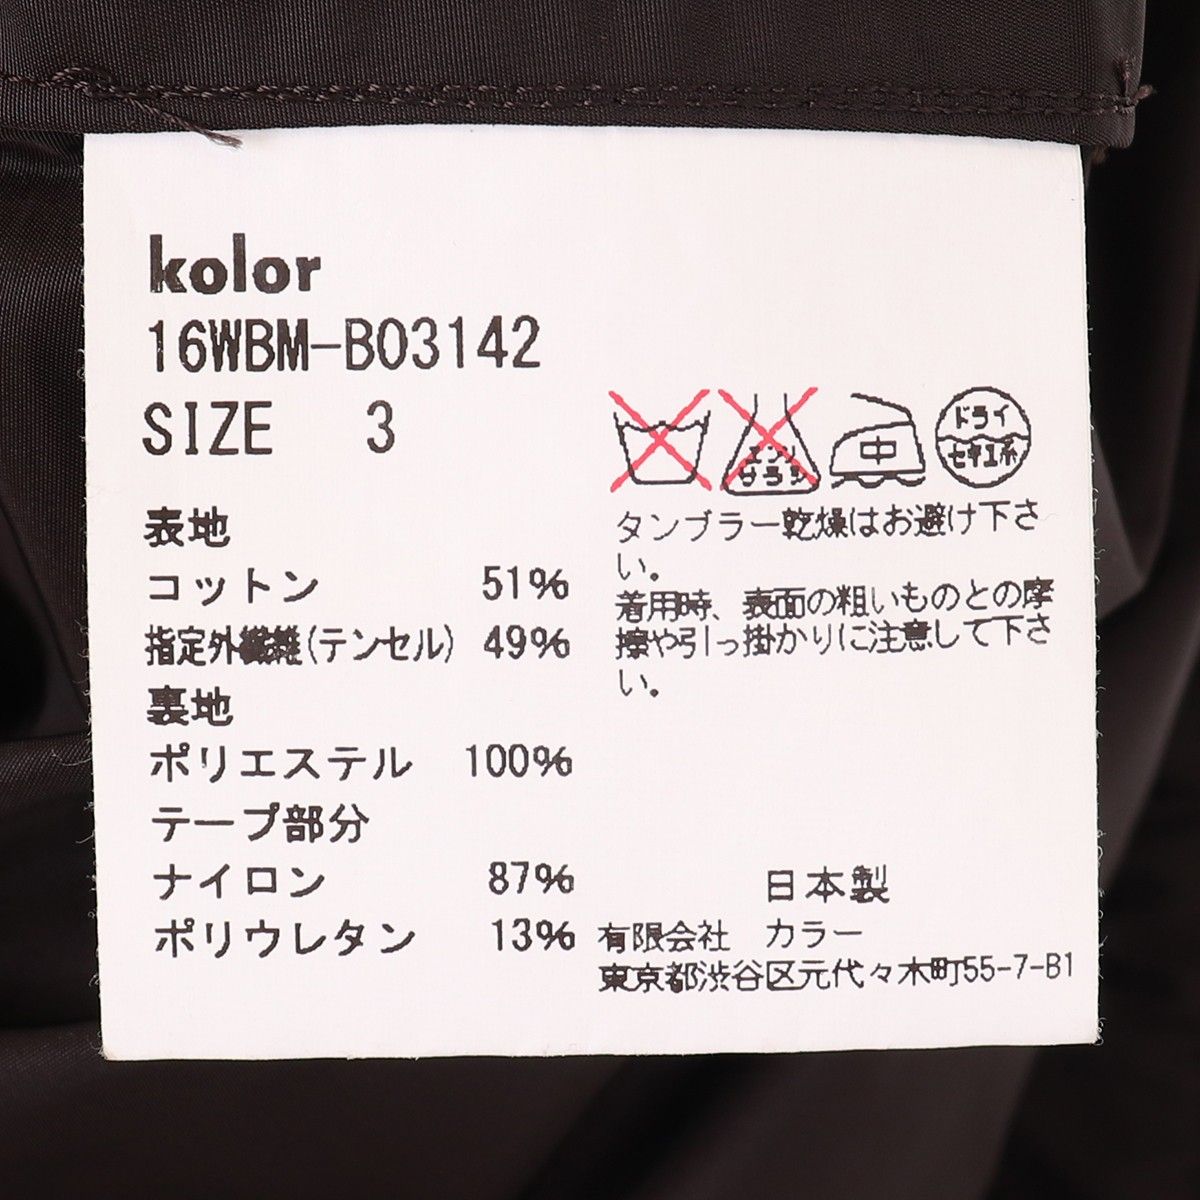 kolor
16WBM-B03142
SIZE 3
表地
コットン 51%
指定外繊維(テンセル) 49%
裏地
ポリエステル 100%
テープ部分
ナイロン 87%
ポリウレタン 13%
エンソ
サラシ
中
ドライ
セキユ系
タンブラー乾燥はお避け下さ
い。
着用時、表面の粗いものとの摩
擦や引っ掛かりに注意して下さ
い。
日本製
有限会社 カラー
東京都渋谷区元代々木町55-7-B1